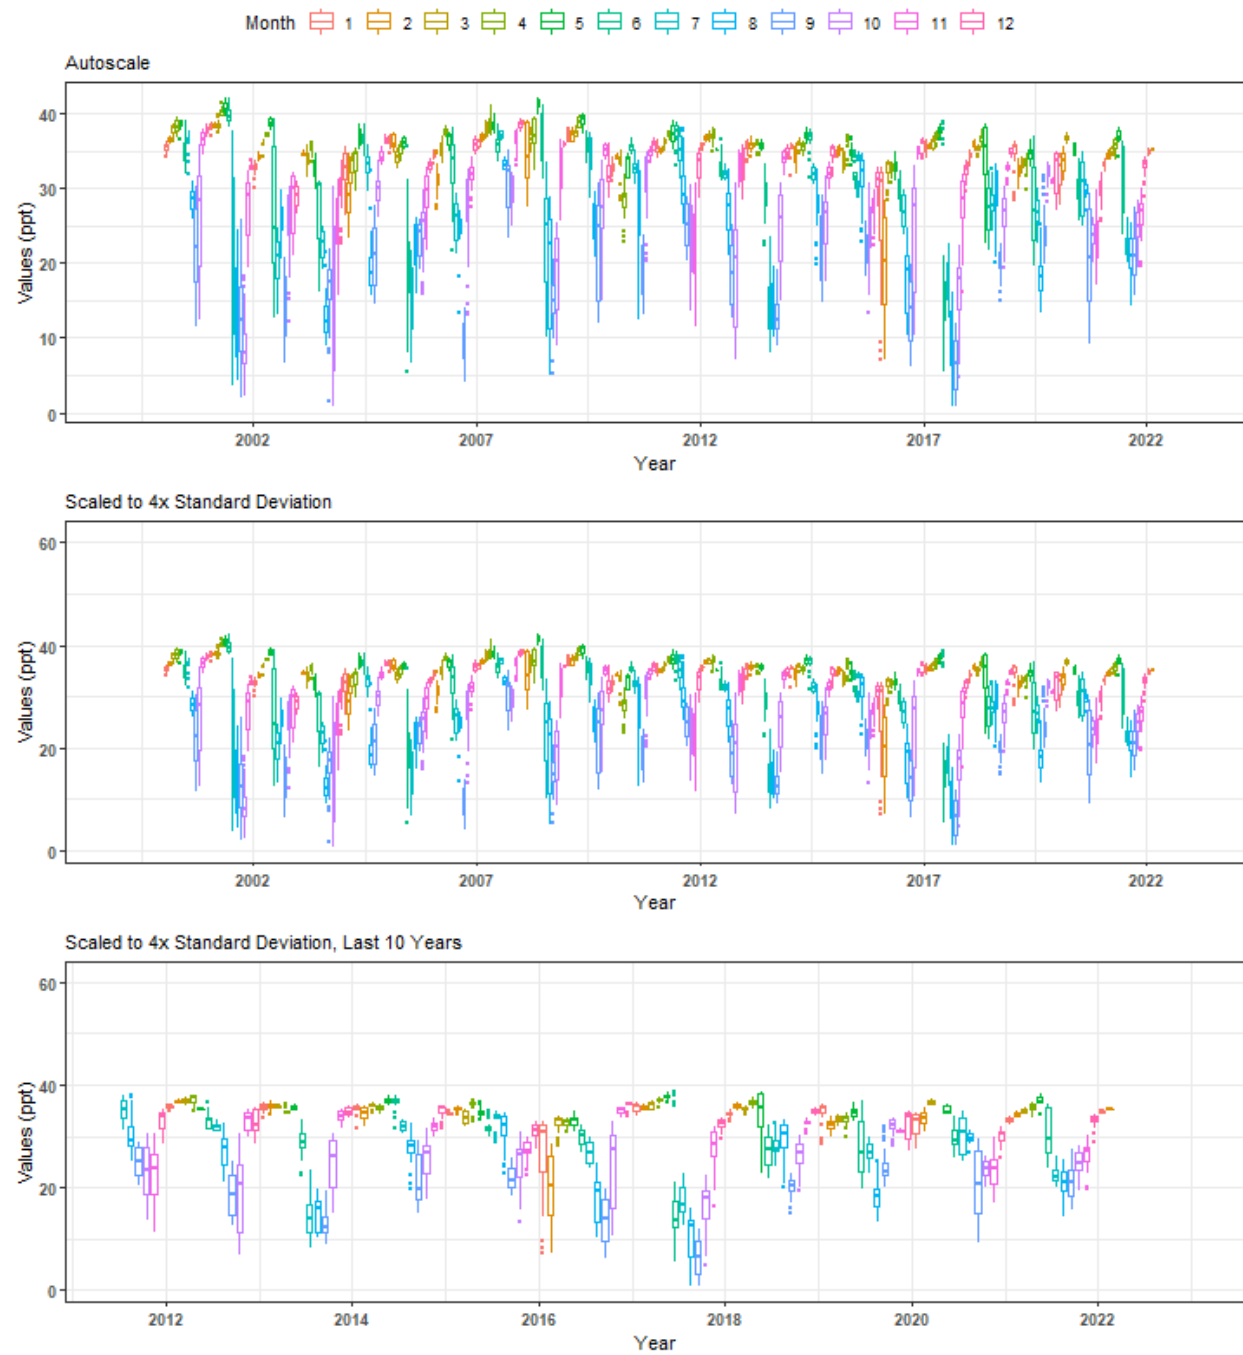 Month 1 2 3 4 5 6 7 8 9 10 11 12
Autoscale
40
30
20
10
0
Values (ppt)
2002 2007 2012 2017 2022
Year
Scaled to 4x Standard Deviation
60
40
20
0
Values (ppt)
2002 2007 2012 2017 2022
Year
Scaled to 4x Standard Deviation, Last 10 Years
60
40
20
0
Values (ppt)
2012 2014 2016 2018 2020 2022
Year